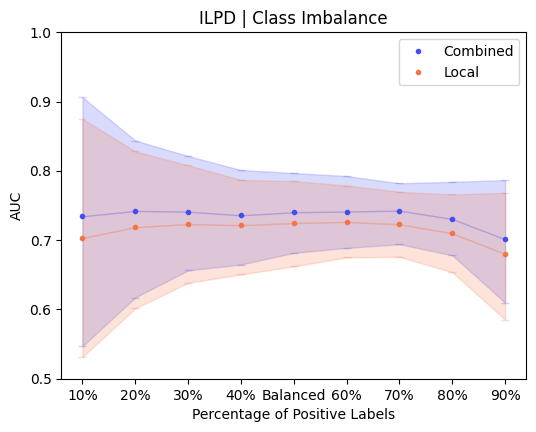 ILPD | Class Imbalance
Combined
Local
AUC
1.0
0.9
0.8
0.7
0.6
0.5
10% 20% 30% 40% Balanced 60% 70% 80% 90%
Percentage of Positive Labels